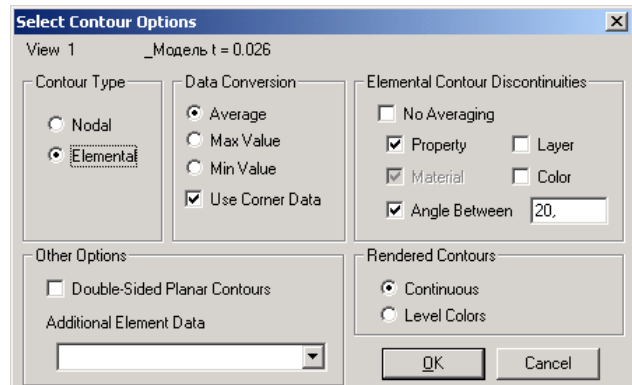 Select Contour Options
View 1 _Модель t = 0.026
Contour Type
Nodal
Elemental
Data Conversion
Average
Max Value
Min Value
Use Corner Data
Elemental Contour Discontinuities
No Averaging
Property
Layer
Material
Color
Angle Between
20,
Other Options
Double-Sided Planar Contours
Additional Element Data
Rendered Contours
Continuous
Level Colors
OK
Cancel